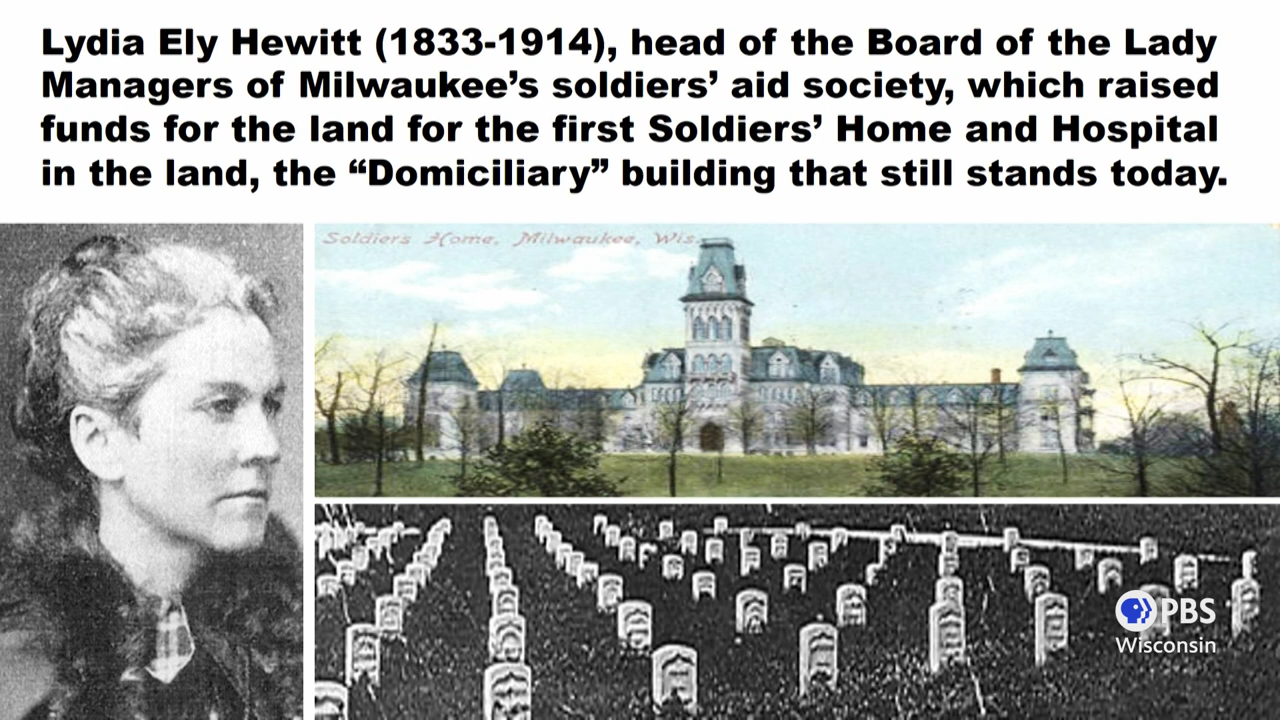 Lydia Ely Hewitt (1833-1914), head of the Board of the Lady
Managers of Milwaukee’s soldiers’ aid society, which raised
funds for the land for the first Soldiers’ Home and Hospital
in the land, the “Domiciliary” building that still stands today.
Soldiers Home, Milwaukee, Wis.
PBS
Wisconsin